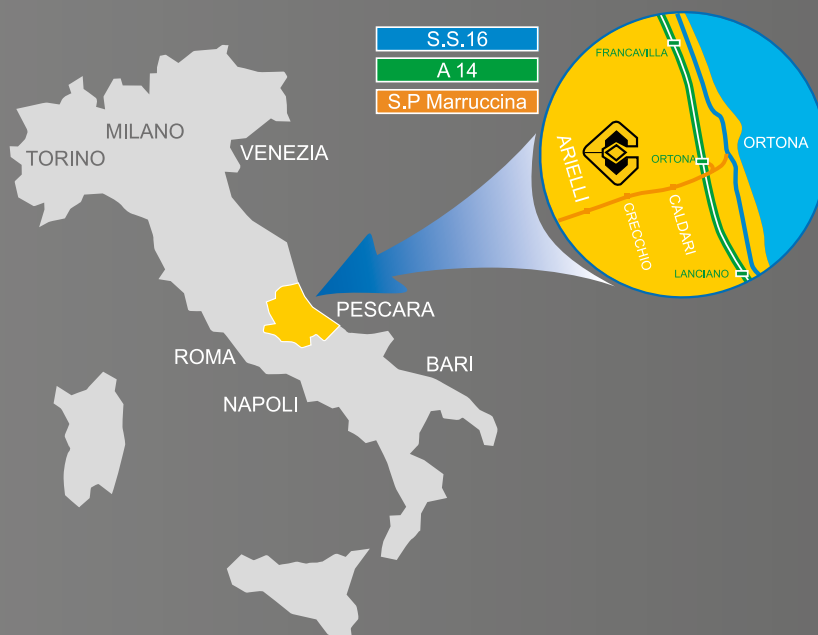 S.S.16
A 14
S.P Marruccina
FRANCAVILLA
ORTONA
ORTONA
ARIELLI
CRECCHIO
CALDARI
LANCIANO
MILANO
TORINO
VENEZIA
PESCARA
ROMA
BARI
NAPOLI